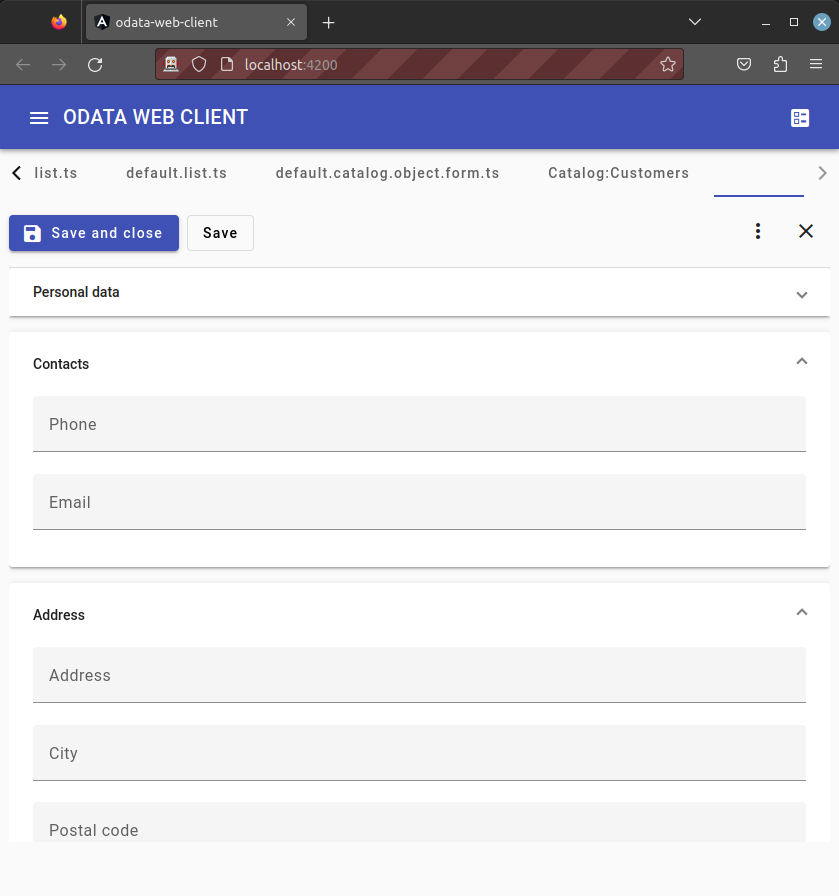 odata-web-client
localhost:4200
ODATA WEB CLIENT
list.ts default.list.ts default.catalog.object.form.ts Catalog:Customers
Save and close Save
Personal data
Contacts
Phone
Email
Address
Address
City
Postal code